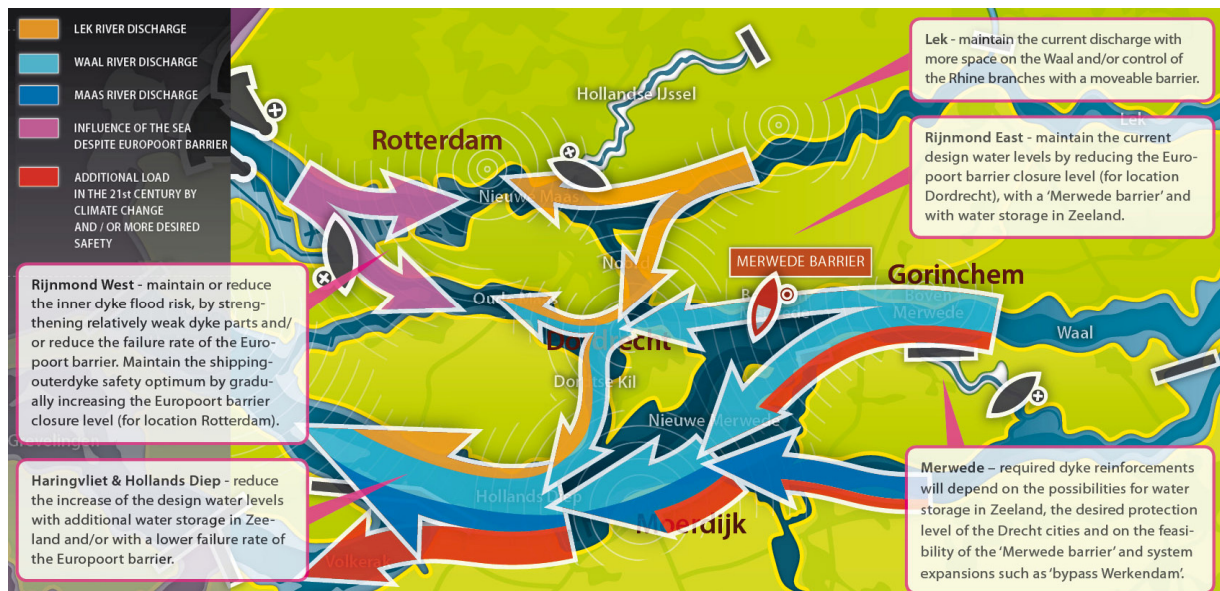 LEK RIVER DISCHARGE
WAAL RIVER DISCHARGE
MAAS RIVER DISCHARGE
INFLUENCE OF THE SEA
DESPITE EUROPOORT BARRIER
ADDITIONAL LOAD
IN THE 21st CENTURY BY
CLIMATE CHANGE
AND / OR MORE DESIRED
SAFETY
Lek - maintain the current discharge with
more space on the Waal and/or control of
the Rhine branches with a moveable barrier.
Hollandse IJssel
Lek
Rotterdam
Rijnmond East - maintain the current
design water levels by reducing the Euro-
poort barrier closure level (for location
Dordrecht), with a 'Merwede barrier' and
with water storage in Zeeland.
Nieuwe Maas
MERWEDE BARRIER
Gorinchem
Rijnmond West - maintain or reduce
the inner dyke flood risk, by streng-
thening relatively weak dyke parts and/
or reduce the failure rate of the Euro-
poort barrier. Maintain the shipping-
outerdyke safety optimum by gradu-
ally increasing the Europoort barrier
closure level (for location Rotterdam).
Boven
Merwede
Waal
Dordrecht
Dordtse Kil
Nieuwe Merwede
Grevelingen
Haringvliet & Hollands Diep - reduce
the increase of the design water levels
with additional water storage in Zee-
land and/or with a lower failure rate of
the Europoort barrier.
Hollands Diep
Moerdijk
Volkerak
Merwede – required dyke reinforcements
will depend on the possibilities for water
storage in Zeeland, the desired protection
level of the Drecht cities and on the feasi-
bility of the 'Merwede barrier' and system
expansions such as 'bypass Werkendam'.